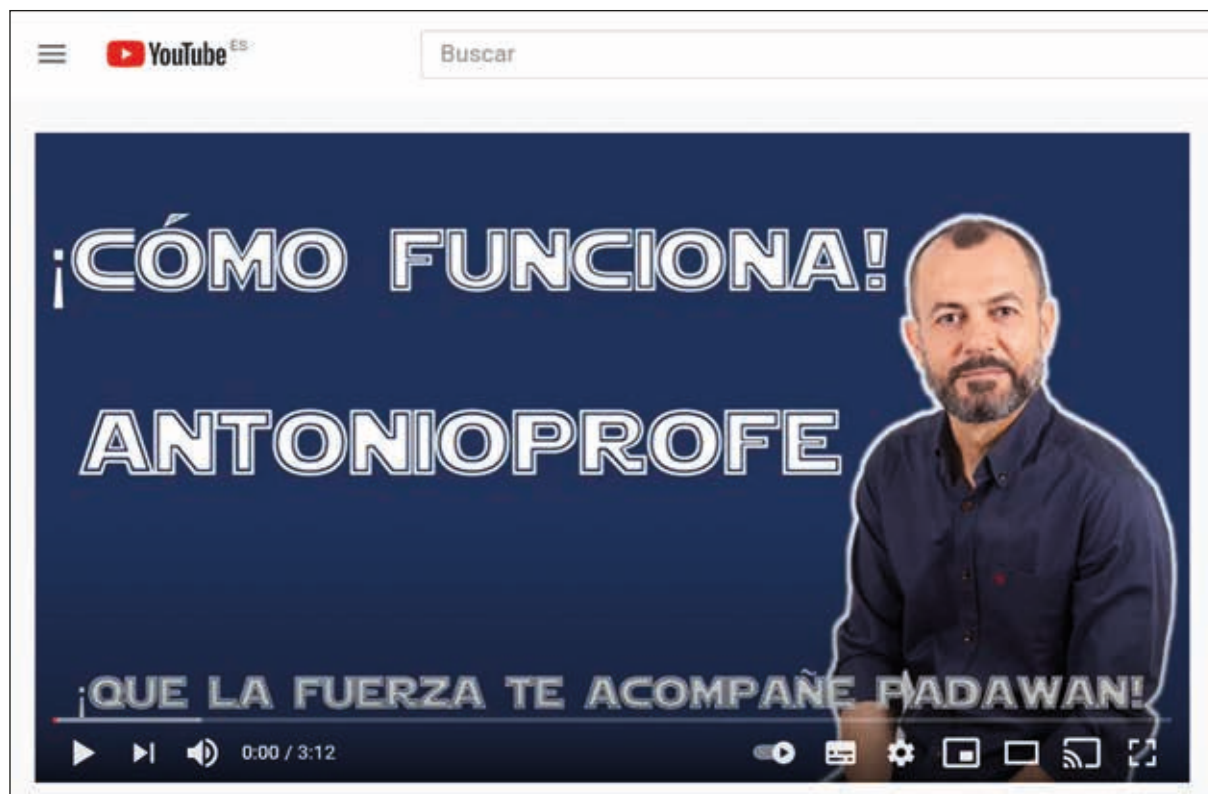 YouTube ES
Buscar
¡CÓMO FUNCIONA!
ANTONIOPROFE
¡QUE LA FUERZA TE ACOMPAÑE PADAWAN!
0:00 / 3:12